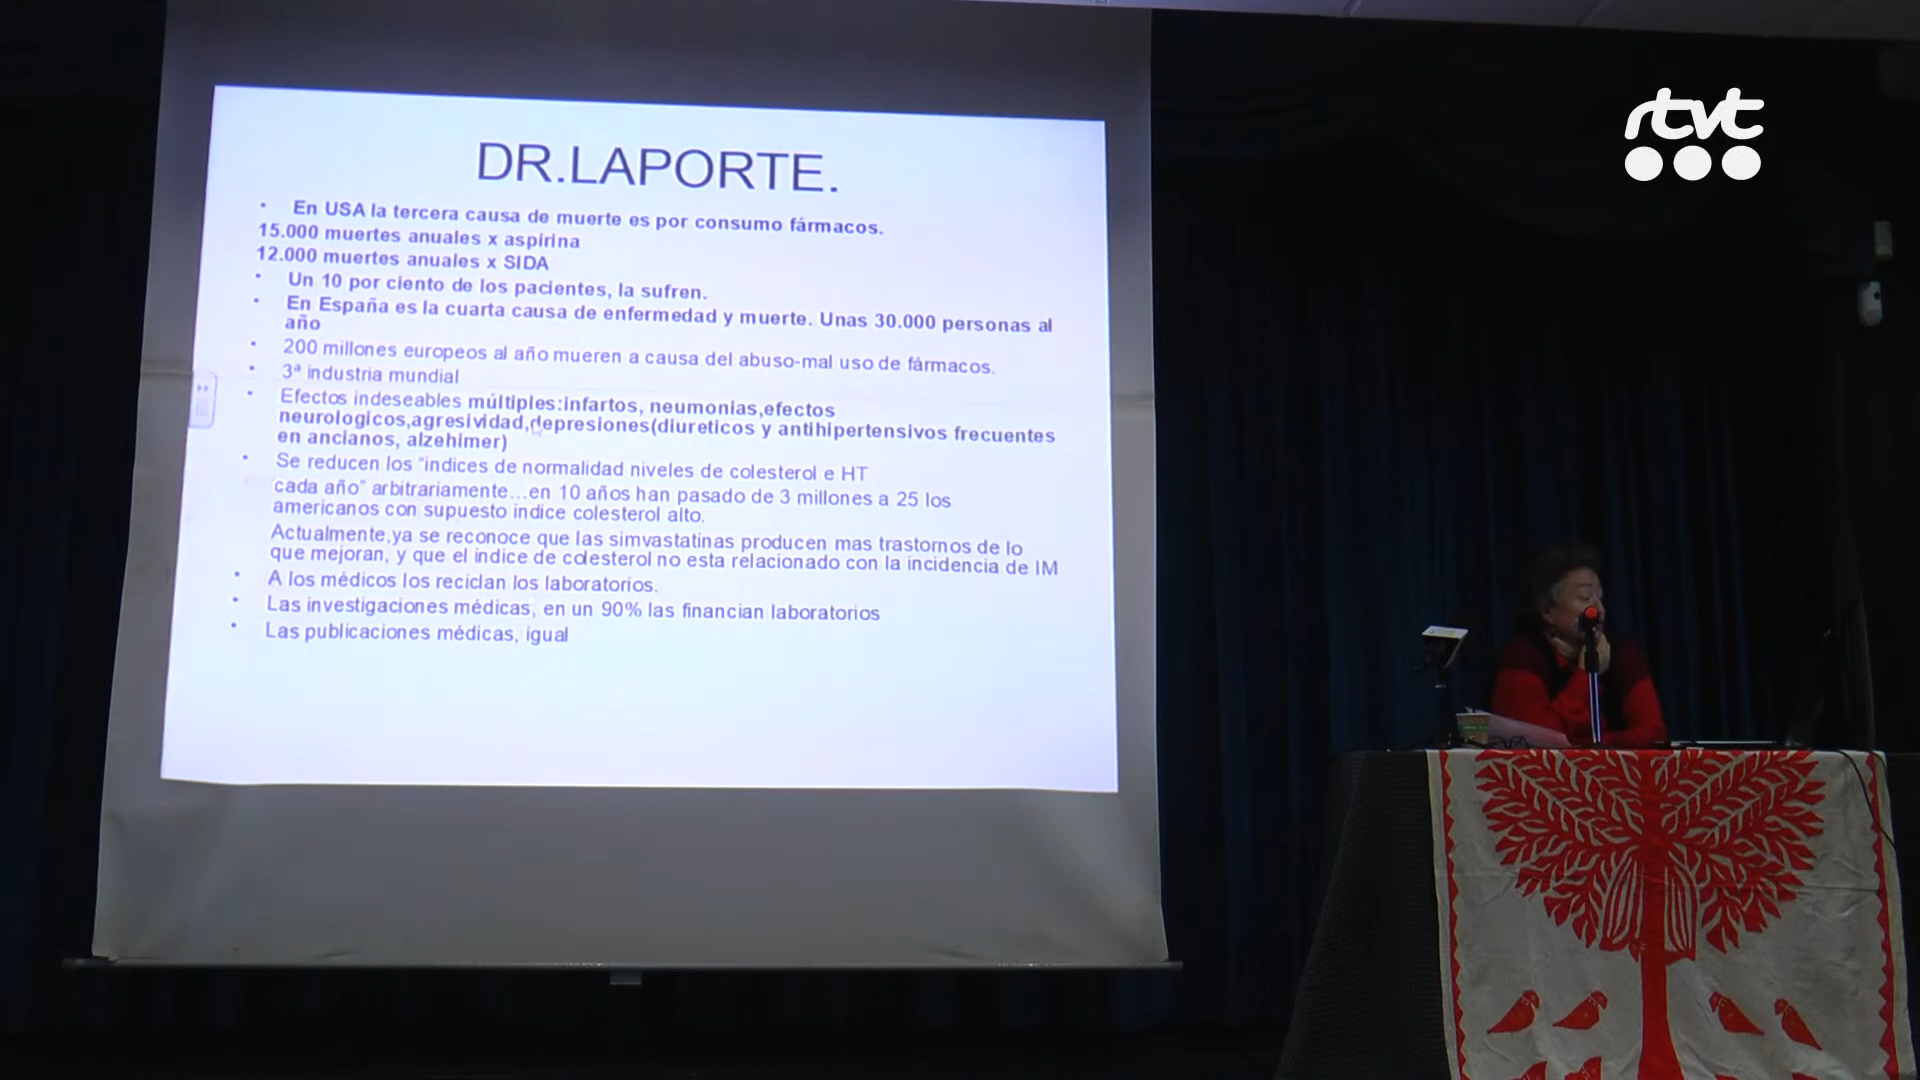 rtvt
DR.LAPORTE.
• En USA la tercera causa de muerte es por consumo fármacos.
15.000 muertes anuales x aspirina
12.000 muertes anuales x SIDA
• Un 10 por ciento de los pacientes, la sufren.
• En España es la cuarta causa de enfermedad y muerte. Unas 30.000 personas al
año
• 200 millones europeos al año mueren a causa del abuso-mal uso de fármacos.
• 3ª industria mundial
• Efectos indeseables múltiples:infartos, neumonias,efectos
neurologicos,agresividad,depresiones(diureticos y antihipertensivos frecuentes
en ancianos, alzehimer)
• Se reducen los "indices de normalidad niveles de colesterol e HT
cada año" arbitrariamente...en 10 años han pasado de 3 millones a 25 los
americanos con supuesto indice colesterol alto.
Actualmente,ya se reconoce que las simvastatinas producen mas trastornos de lo
que mejoran, y que el indice de colesterol no esta relacionado con la incidencia de IM
• A los médicos los reciclan los laboratorios.
• Las investigaciones médicas, en un 90% las financian laboratorios
• Las publicaciones médicas, igual